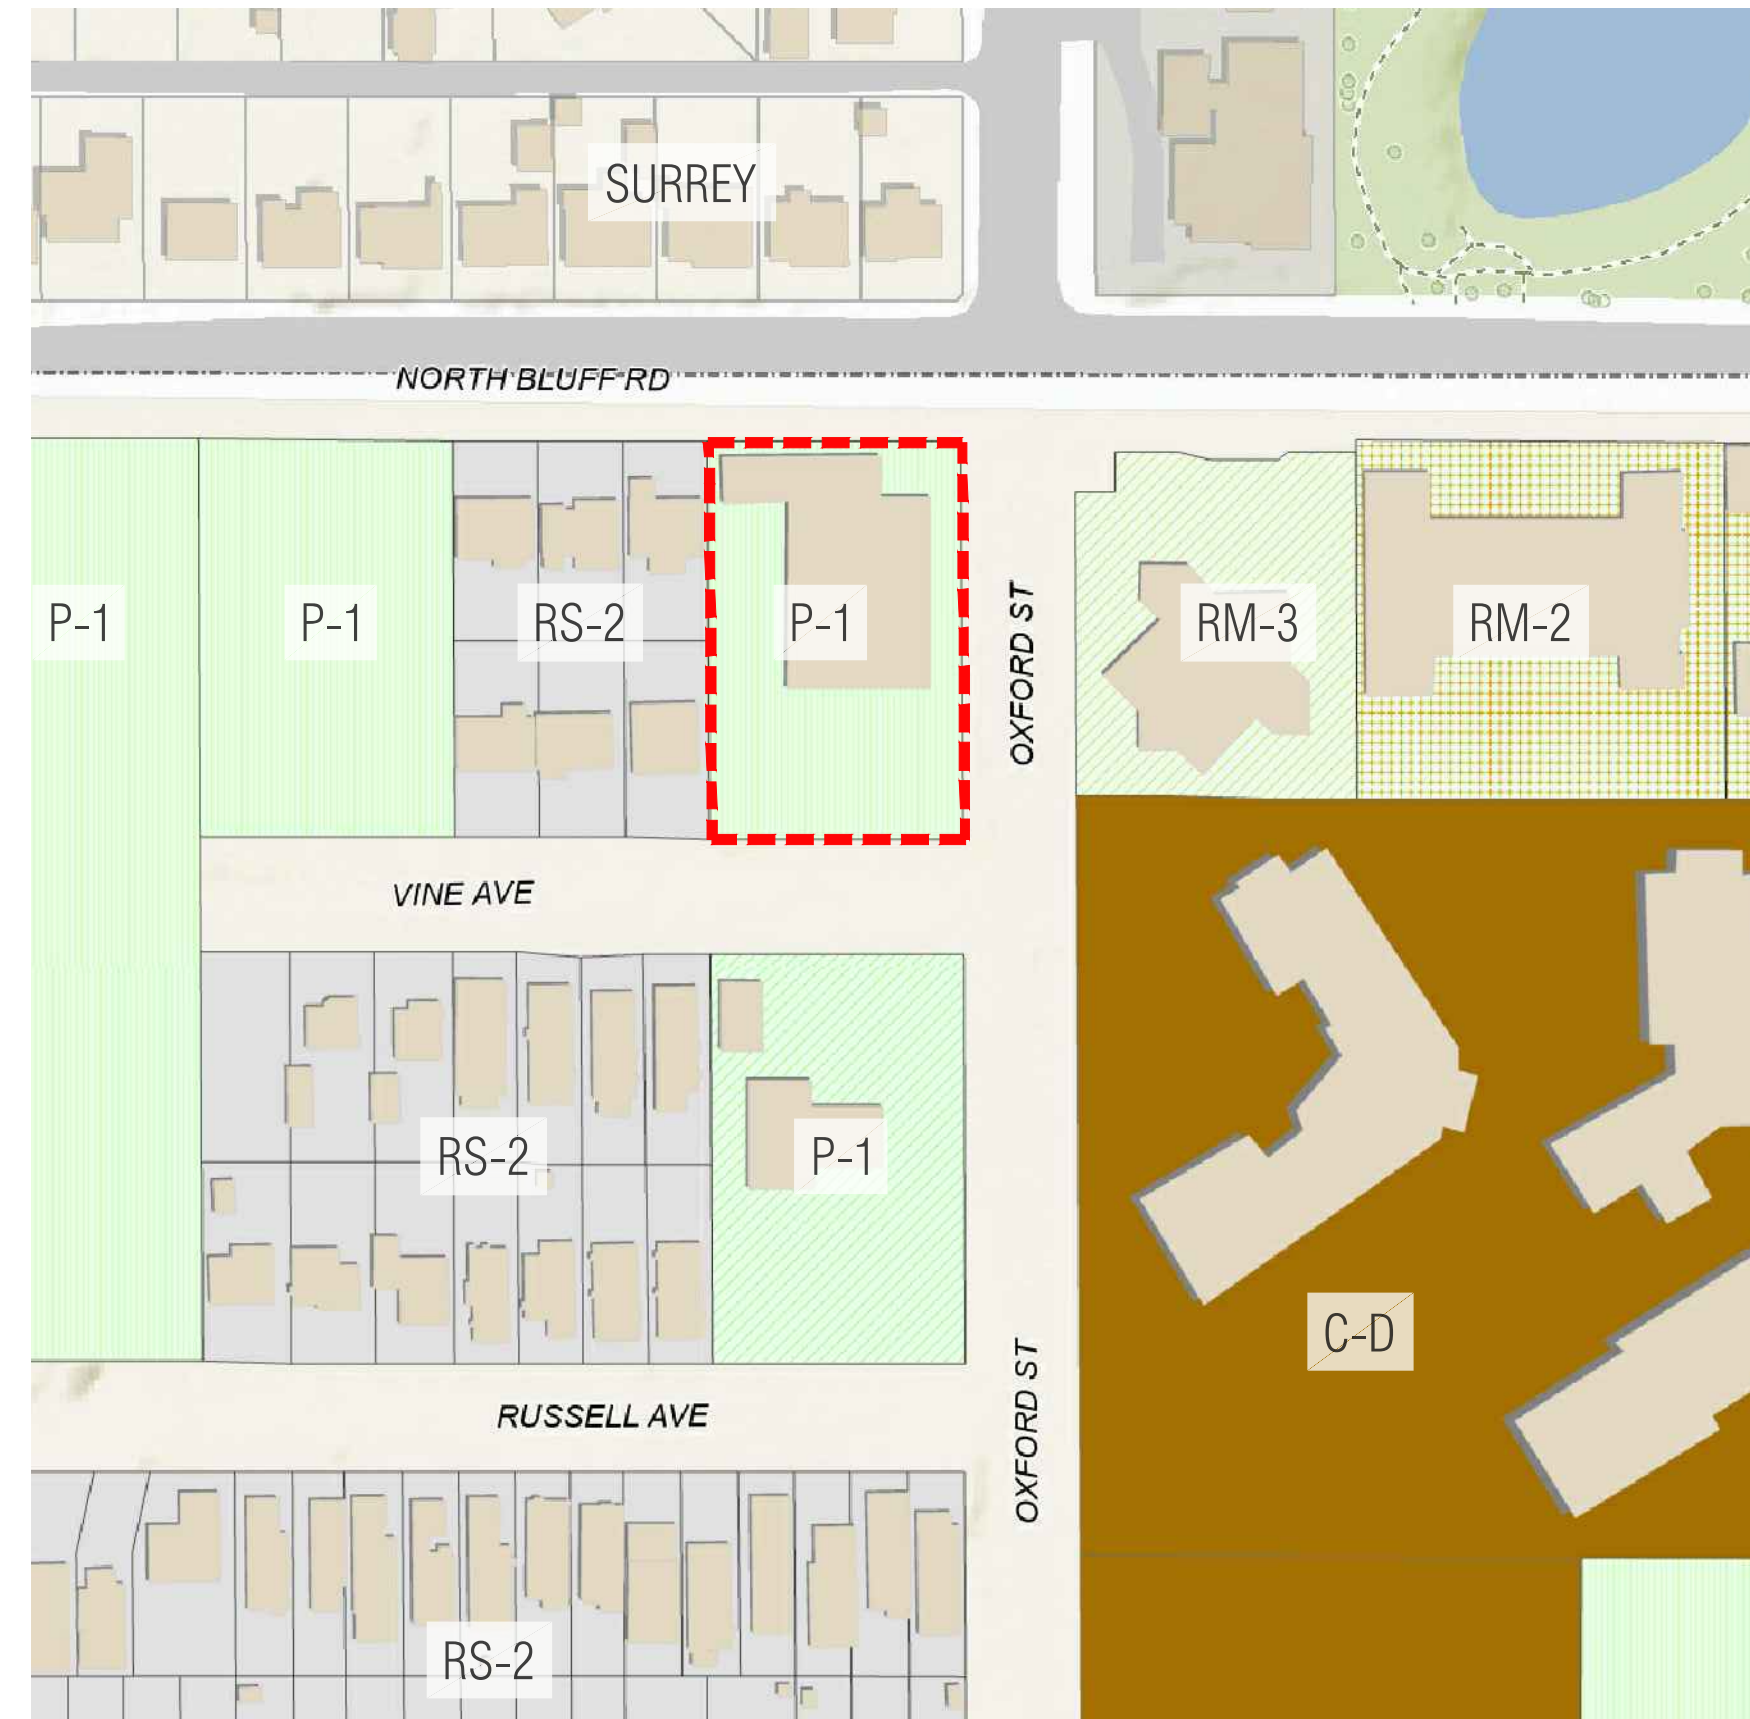 SURREY
NORTH BLUFF RD
P-1
P-1
RS-2
P-1
OXFORD ST
RM-3
RM-2
VINE AVE
RS-2
P-1
C-D
RUSSELL AVE
OXFORD ST
RS-2